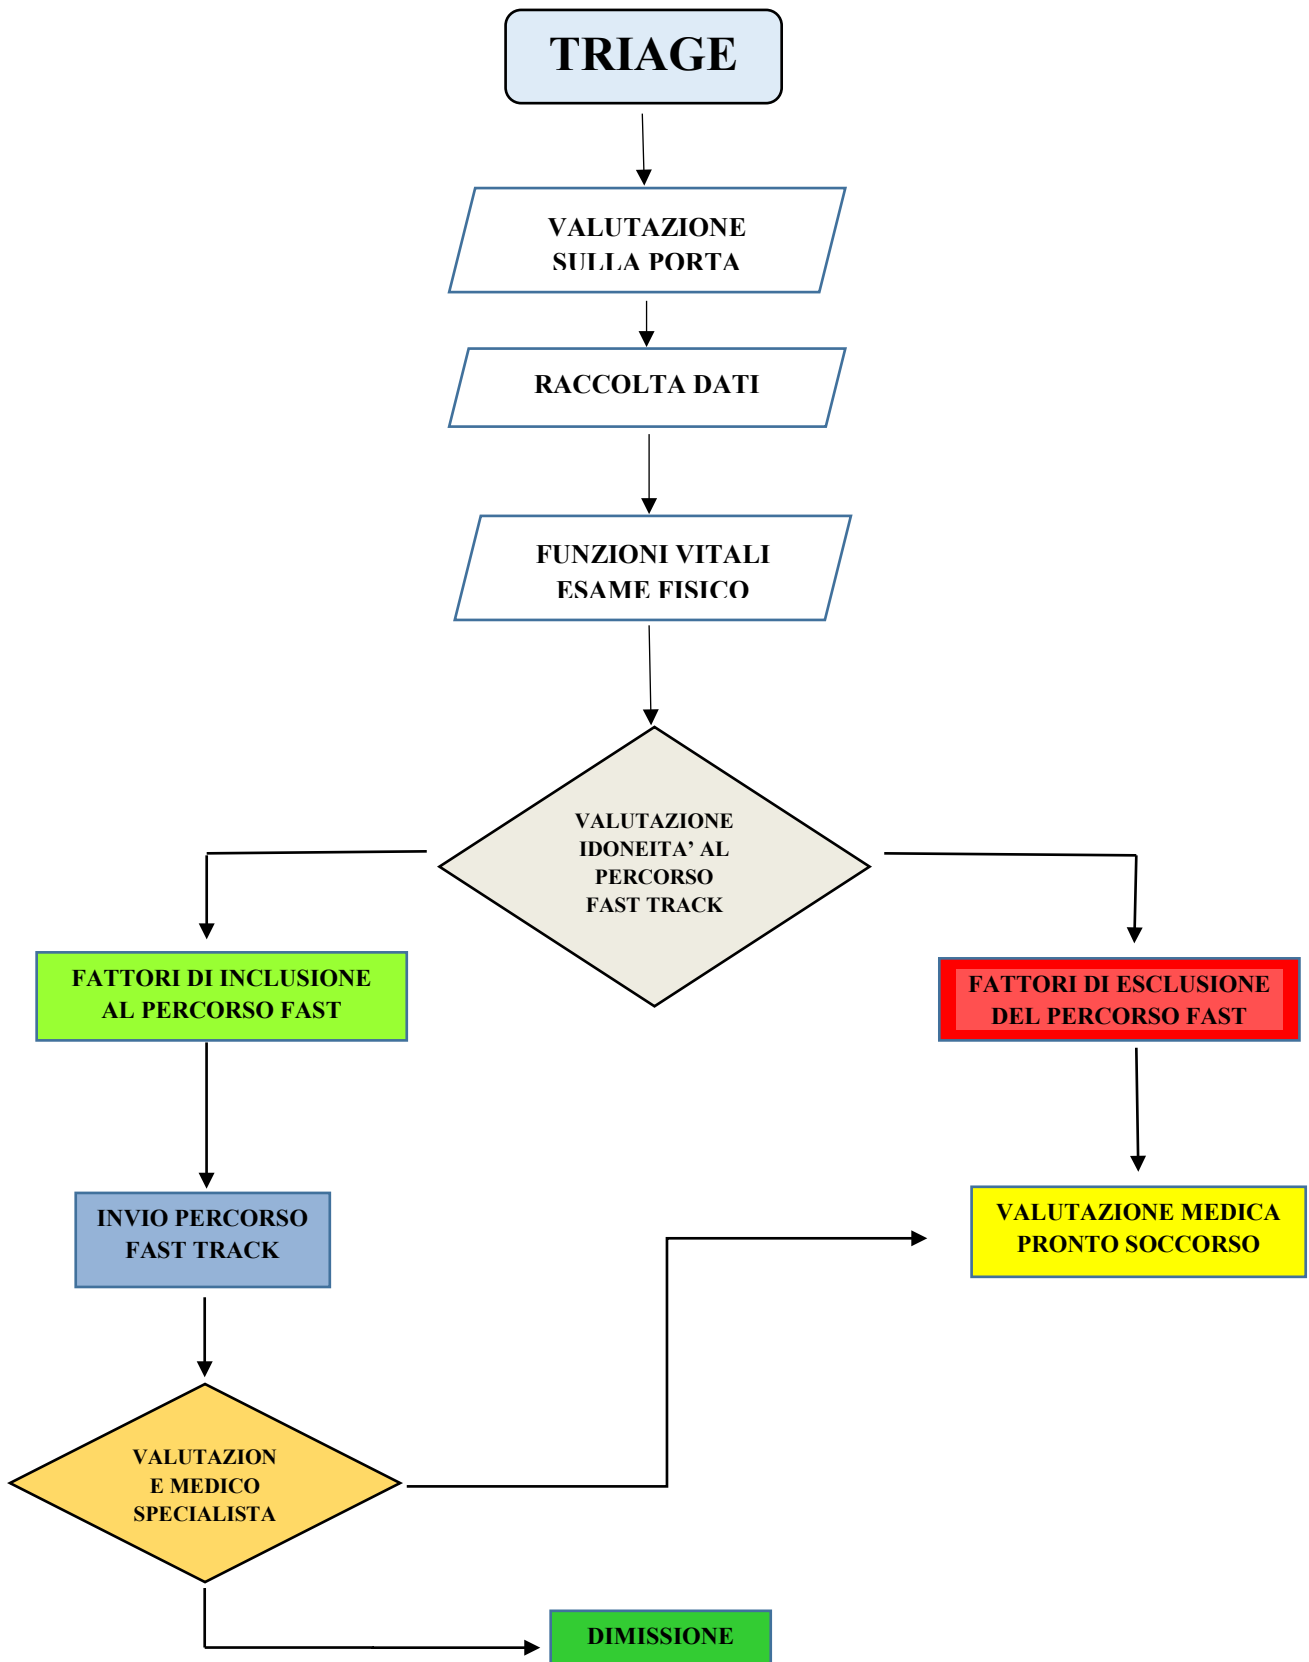 TRIAGE
VALUTAZIONE
SULLA PORTA
RACCOLTA DATI
FUNZIONI VITALI
ESAME FISICO
VALUTAZIONE
IDONEITA’ AL
PERCORSO
FAST TRACK
FATTORI DI INCLUSIONE
AL PERCORSO FAST
FATTORI DI ESCLUSIONE
DEL PERCORSO FAST
INVIO PERCORSO
FAST TRACK
VALUTAZIONE MEDICA
PRONTO SOCCORSO
VALUTAZION
E MEDICO
SPECIALISTA
DIMISSIONE